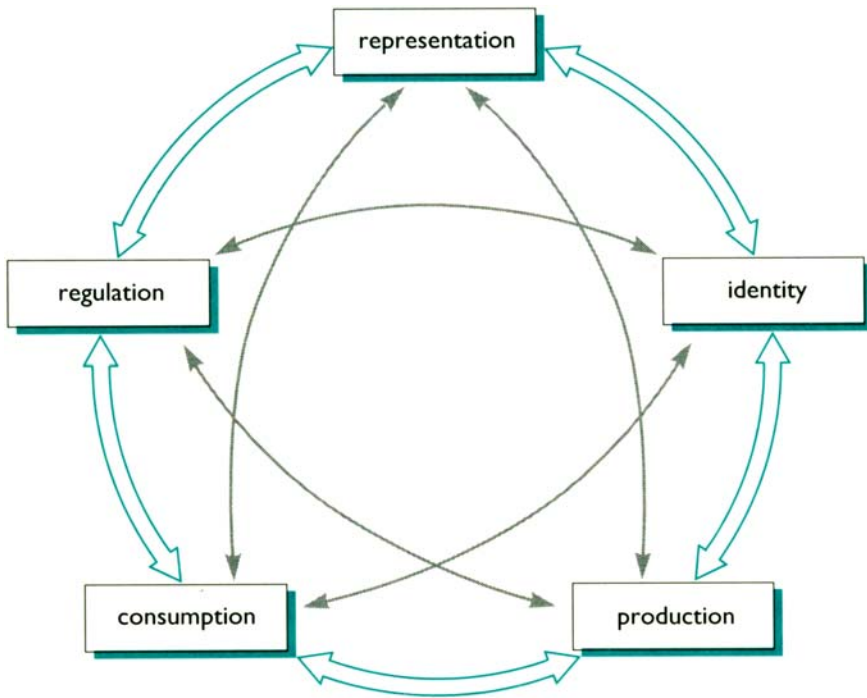 representation
regulation
identity
consumption
production